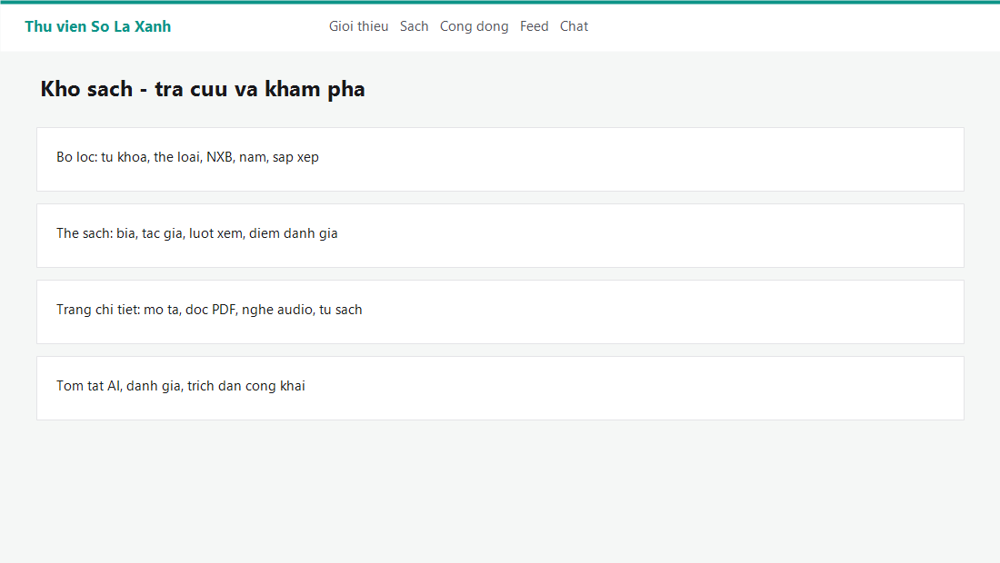 Thu vien So La Xanh
Gioi thieu Sach Cong dong Feed Chat
Kho sach - tra cuu va kham pha
Bo loc: tu khoa, the loai, NXB, nam, sap xep
The sach: bia, tac gia, luot xem, diem danh gia
Trang chi tiet: mo ta, doc PDF, nghe audio, tu sach
Tom tat AI, danh gia, trich dan cong khai